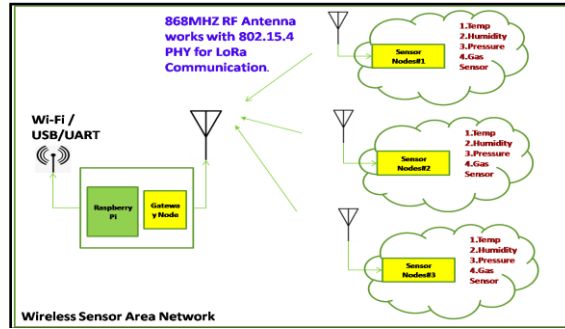 868MHZ RF Antenna
works with 802.15.4
PHY for LoRa
Communication.
Wi-Fi /
USB/UART
Raspberry
Pi
Gatewa
y Node
Sensor
Nodes#1
1.Temp
2.Humidity
3.Pressure
4.Gas
Sensor
Sensor
Nodes#2
1.Temp
2.Humidity
3.Pressure
4.Gas
Sensor
Sensor
Nodes#3
1.Temp
2.Humidity
3.Pressure
4.Gas
Sensor
Wireless Sensor Area Network